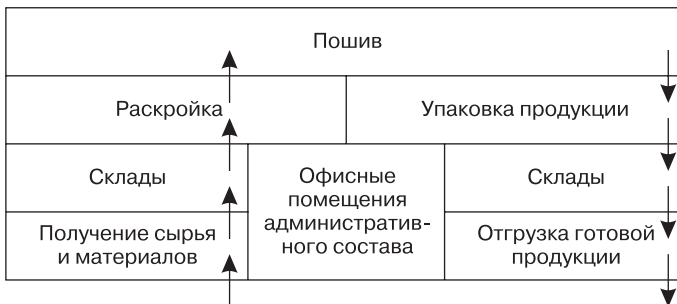 Пошив
Раскройка
Упаковка продукции
Склады
Офисные
помещения
административ-
ного состава
Склады
Получение сырья
и материалов
Отгрузка готовой
продукции